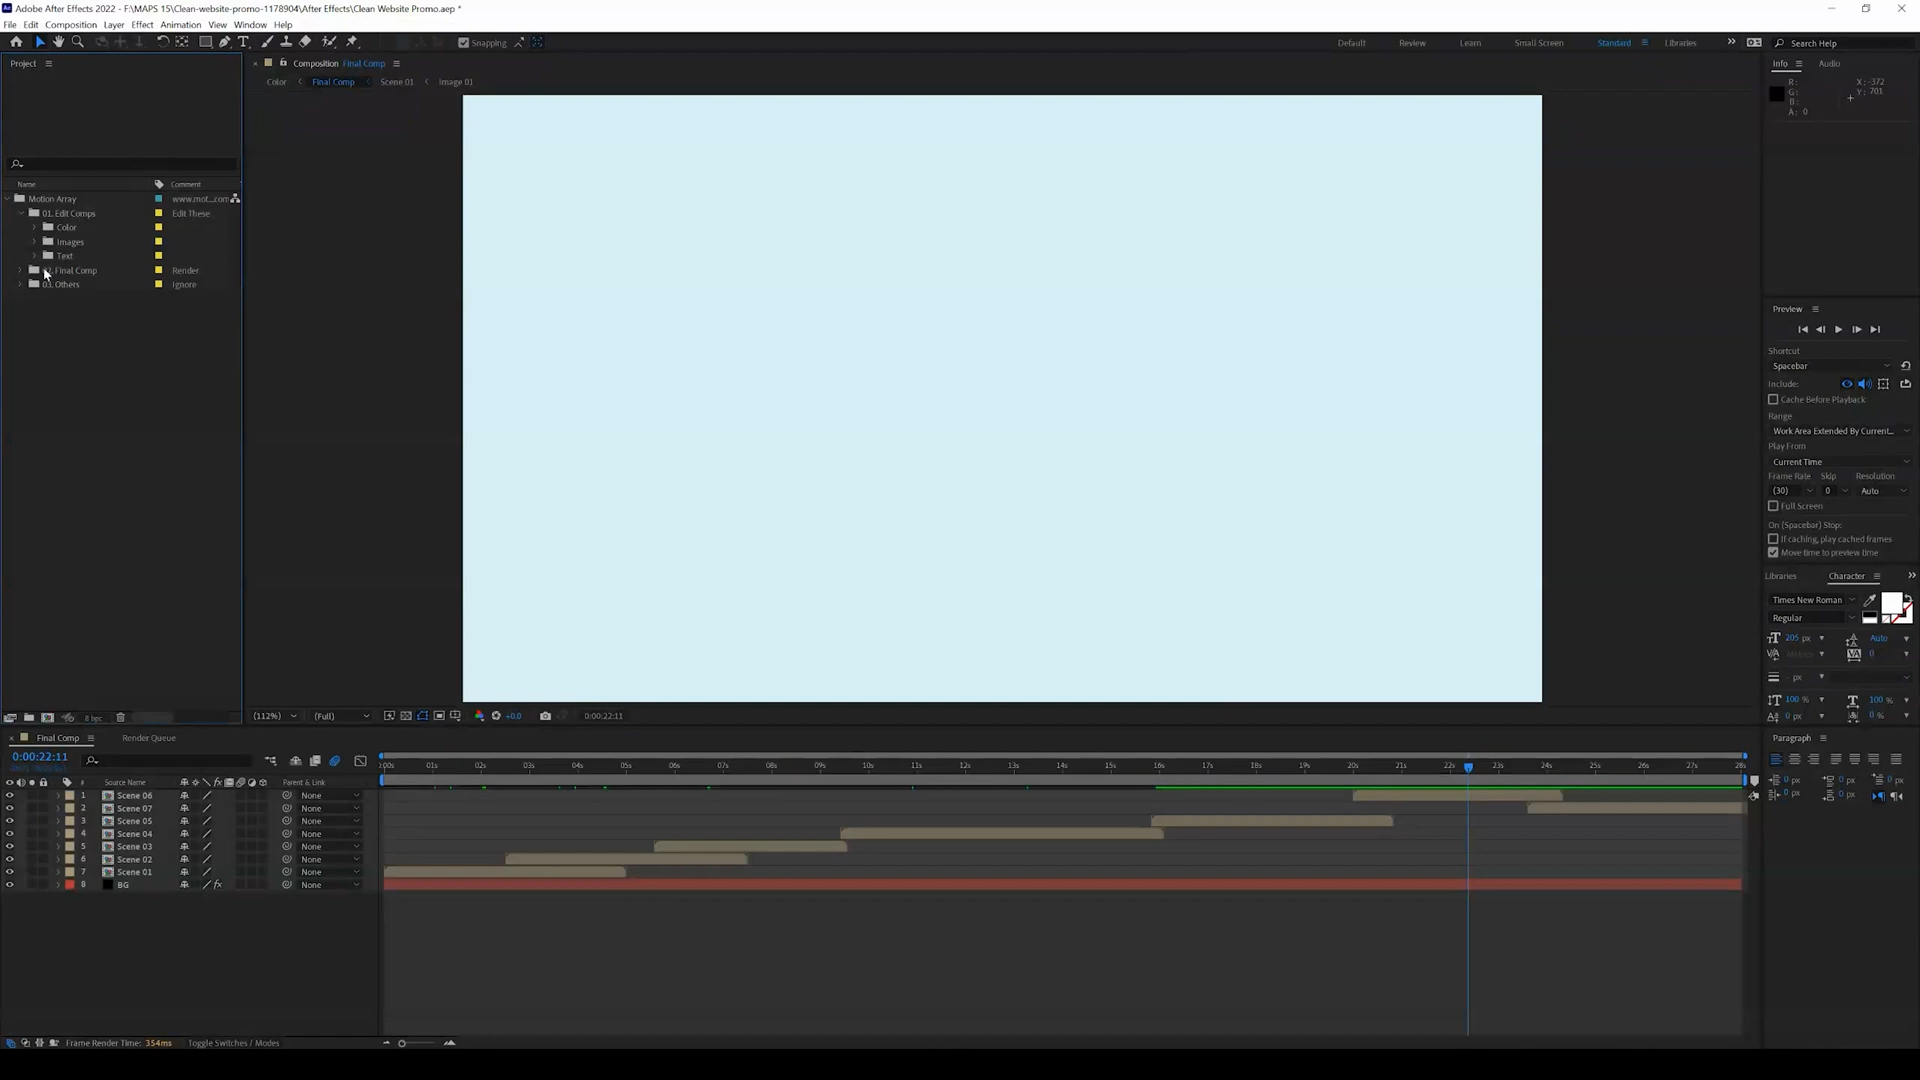 Adobe After Effects 2022 - F:\MAPS 15\Clean-website-promo-1178904\After Effects\Clean Website Promo.aep *
File Edit Composition Layer Effect Animation View Window Help
Snapping Default Review Learn Small Screen Standard Libraries Search Help
Project
Composition Final Comp
Color Final Comp Scene 01 Image 01
Info Audio
R: X: -372
G: Y: 701
B:
A: 0
Name Comment
Motion Array www.mot...com
01. Edit Comps Edit These
Color
Images
Text
Final Comp Render
03. Others Ignore
Preview
Shortcut
Spacebar
Include:
Cache Before Playback
Range
Work Area Extended By Current...
Play From
Current Time
Frame Rate Skip Resolution
(30) 0 Auto
Full Screen
On (Spacebar) Stop:
If caching, play cached frames
Move time to preview time
Libraries Character
Times New Roman
Regular
205 px Auto
Metrics 0
- px
100 % 100 %
0 px 0 %
8 bpc (112%) (Full) +0.0 0:00:22:11
Final Comp Render Queue
Paragraph
0:00:22:11
:00s 01s 02s 03s 04s 05s 06s 07s 08s 09s 10s 11s 12s 13s 14s 15s 16s 17s 18s 19s 20s 21s 22s 23s 24s 25s 26s 27s 28s
# Source Name Parent & Link
0 px 0 px 0 px
0 px 0 px
1 Scene 06 None
2 Scene 07 None
3 Scene 05 None
4 Scene 04 None
5 Scene 03 None
6 Scene 02 None
7 Scene 01 None
8 BG None
Frame Render Time: 354ms Toggle Switches / Modes